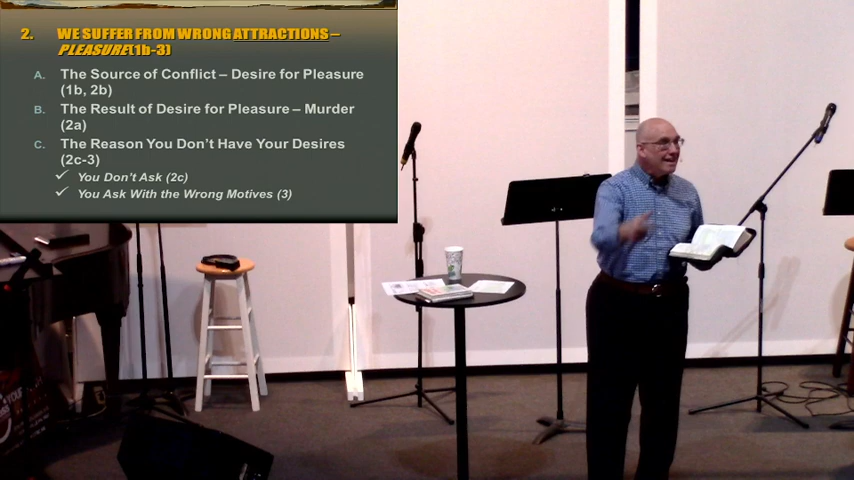 2. WE SUFFER FROM WRONG ATTRACTIONS –
PLEASURE(1b-3)
A. The Source of Conflict – Desire for Pleasure
(1b, 2b)
B. The Result of Desire for Pleasure – Murder
(2a)
C. The Reason You Don't Have Your Desires
(2c-3)
✓ You Don't Ask (2c)
✓ You Ask With the Wrong Motives (3)